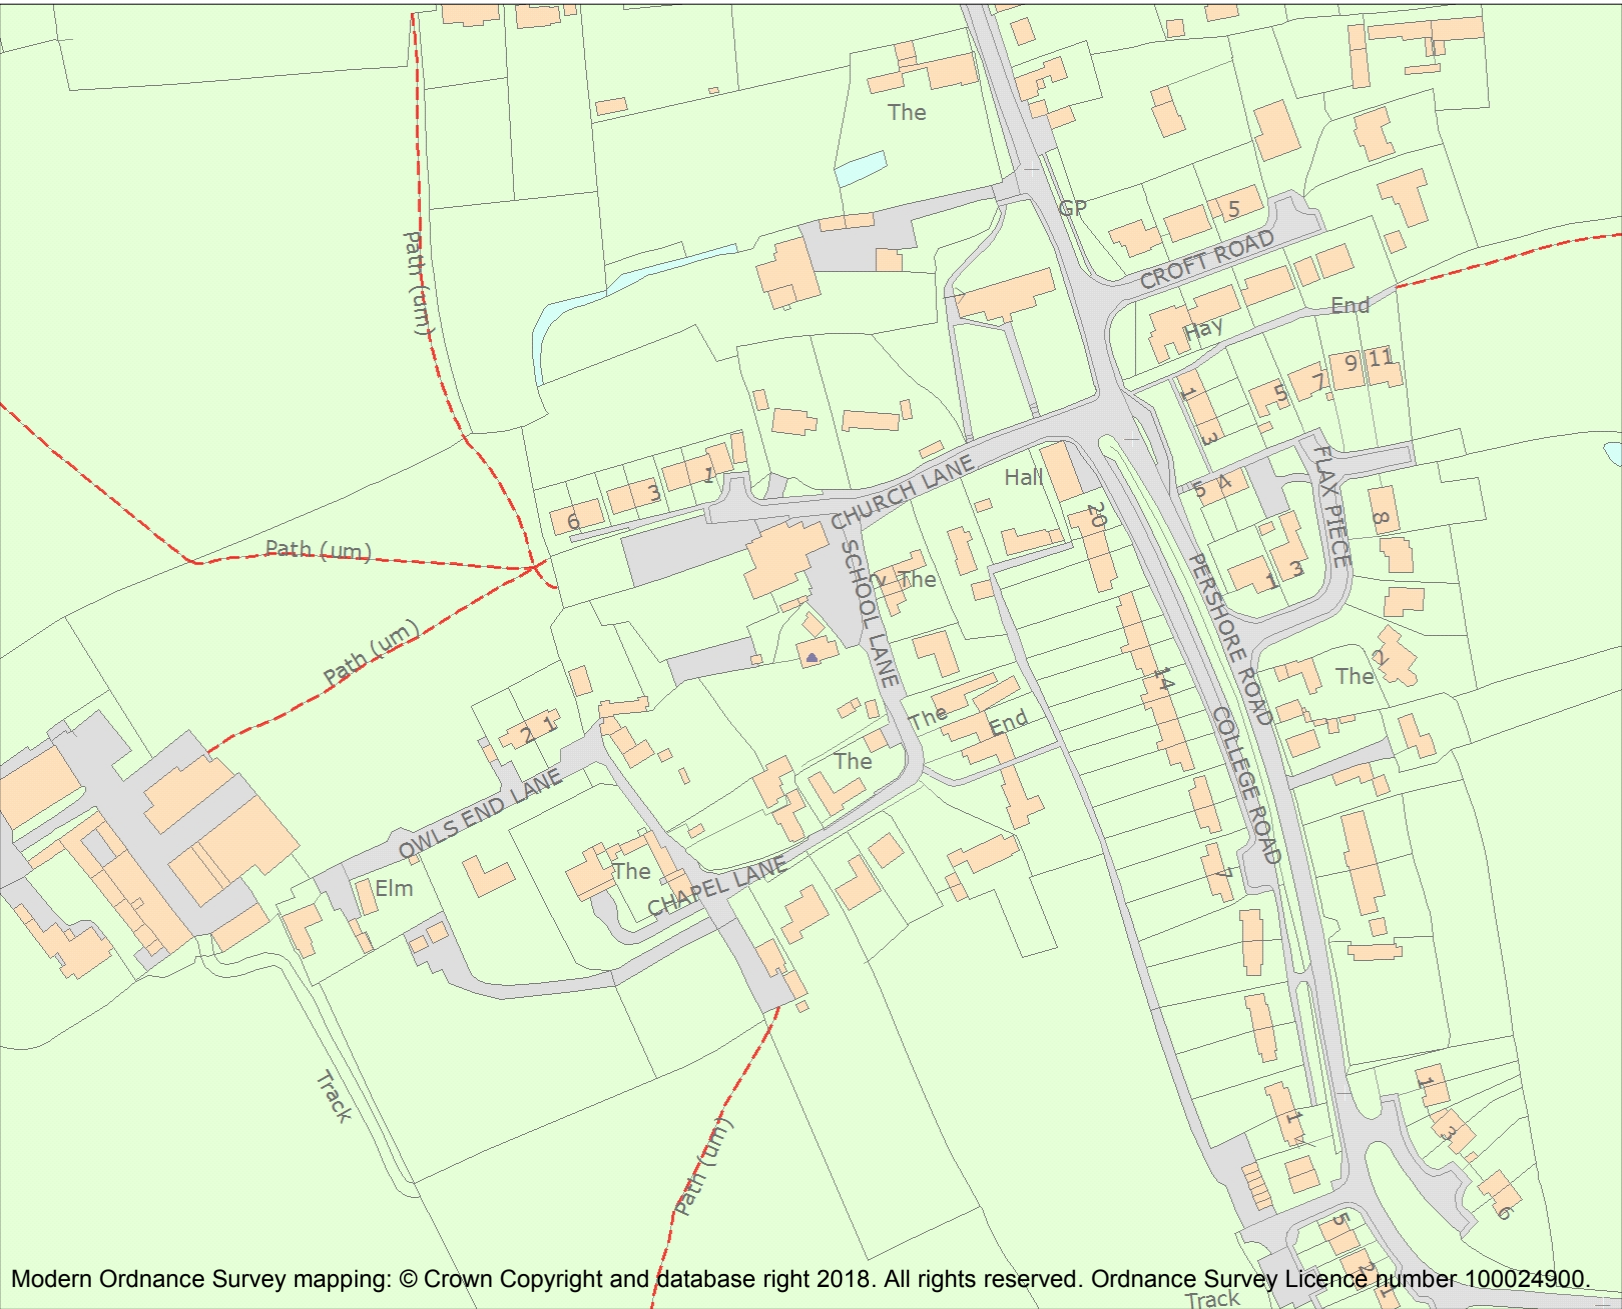 The
GP
5
CROFT ROAD
Path (um)
End
Hay
9
11
7
5
1
3
CHURCH LANE
Hall
1
3
6
5
4
FLAX PIECE
8
20
Path (um)
SCHOOL LANE
2
The
1
3
PERSHORE ROAD
Path (um)
14
The
2
The
End
2
1
The
COLLEGE ROAD
OWLS END LANE
7
Elm
The
CHAPEL LANE
Track
Path (um)
1
1
3
6
5
2
1
Modern Ordnance Survey mapping: © Crown Copyright and database right 2018. All rights reserved. Ordnance Survey Licence number 100024900.
Track